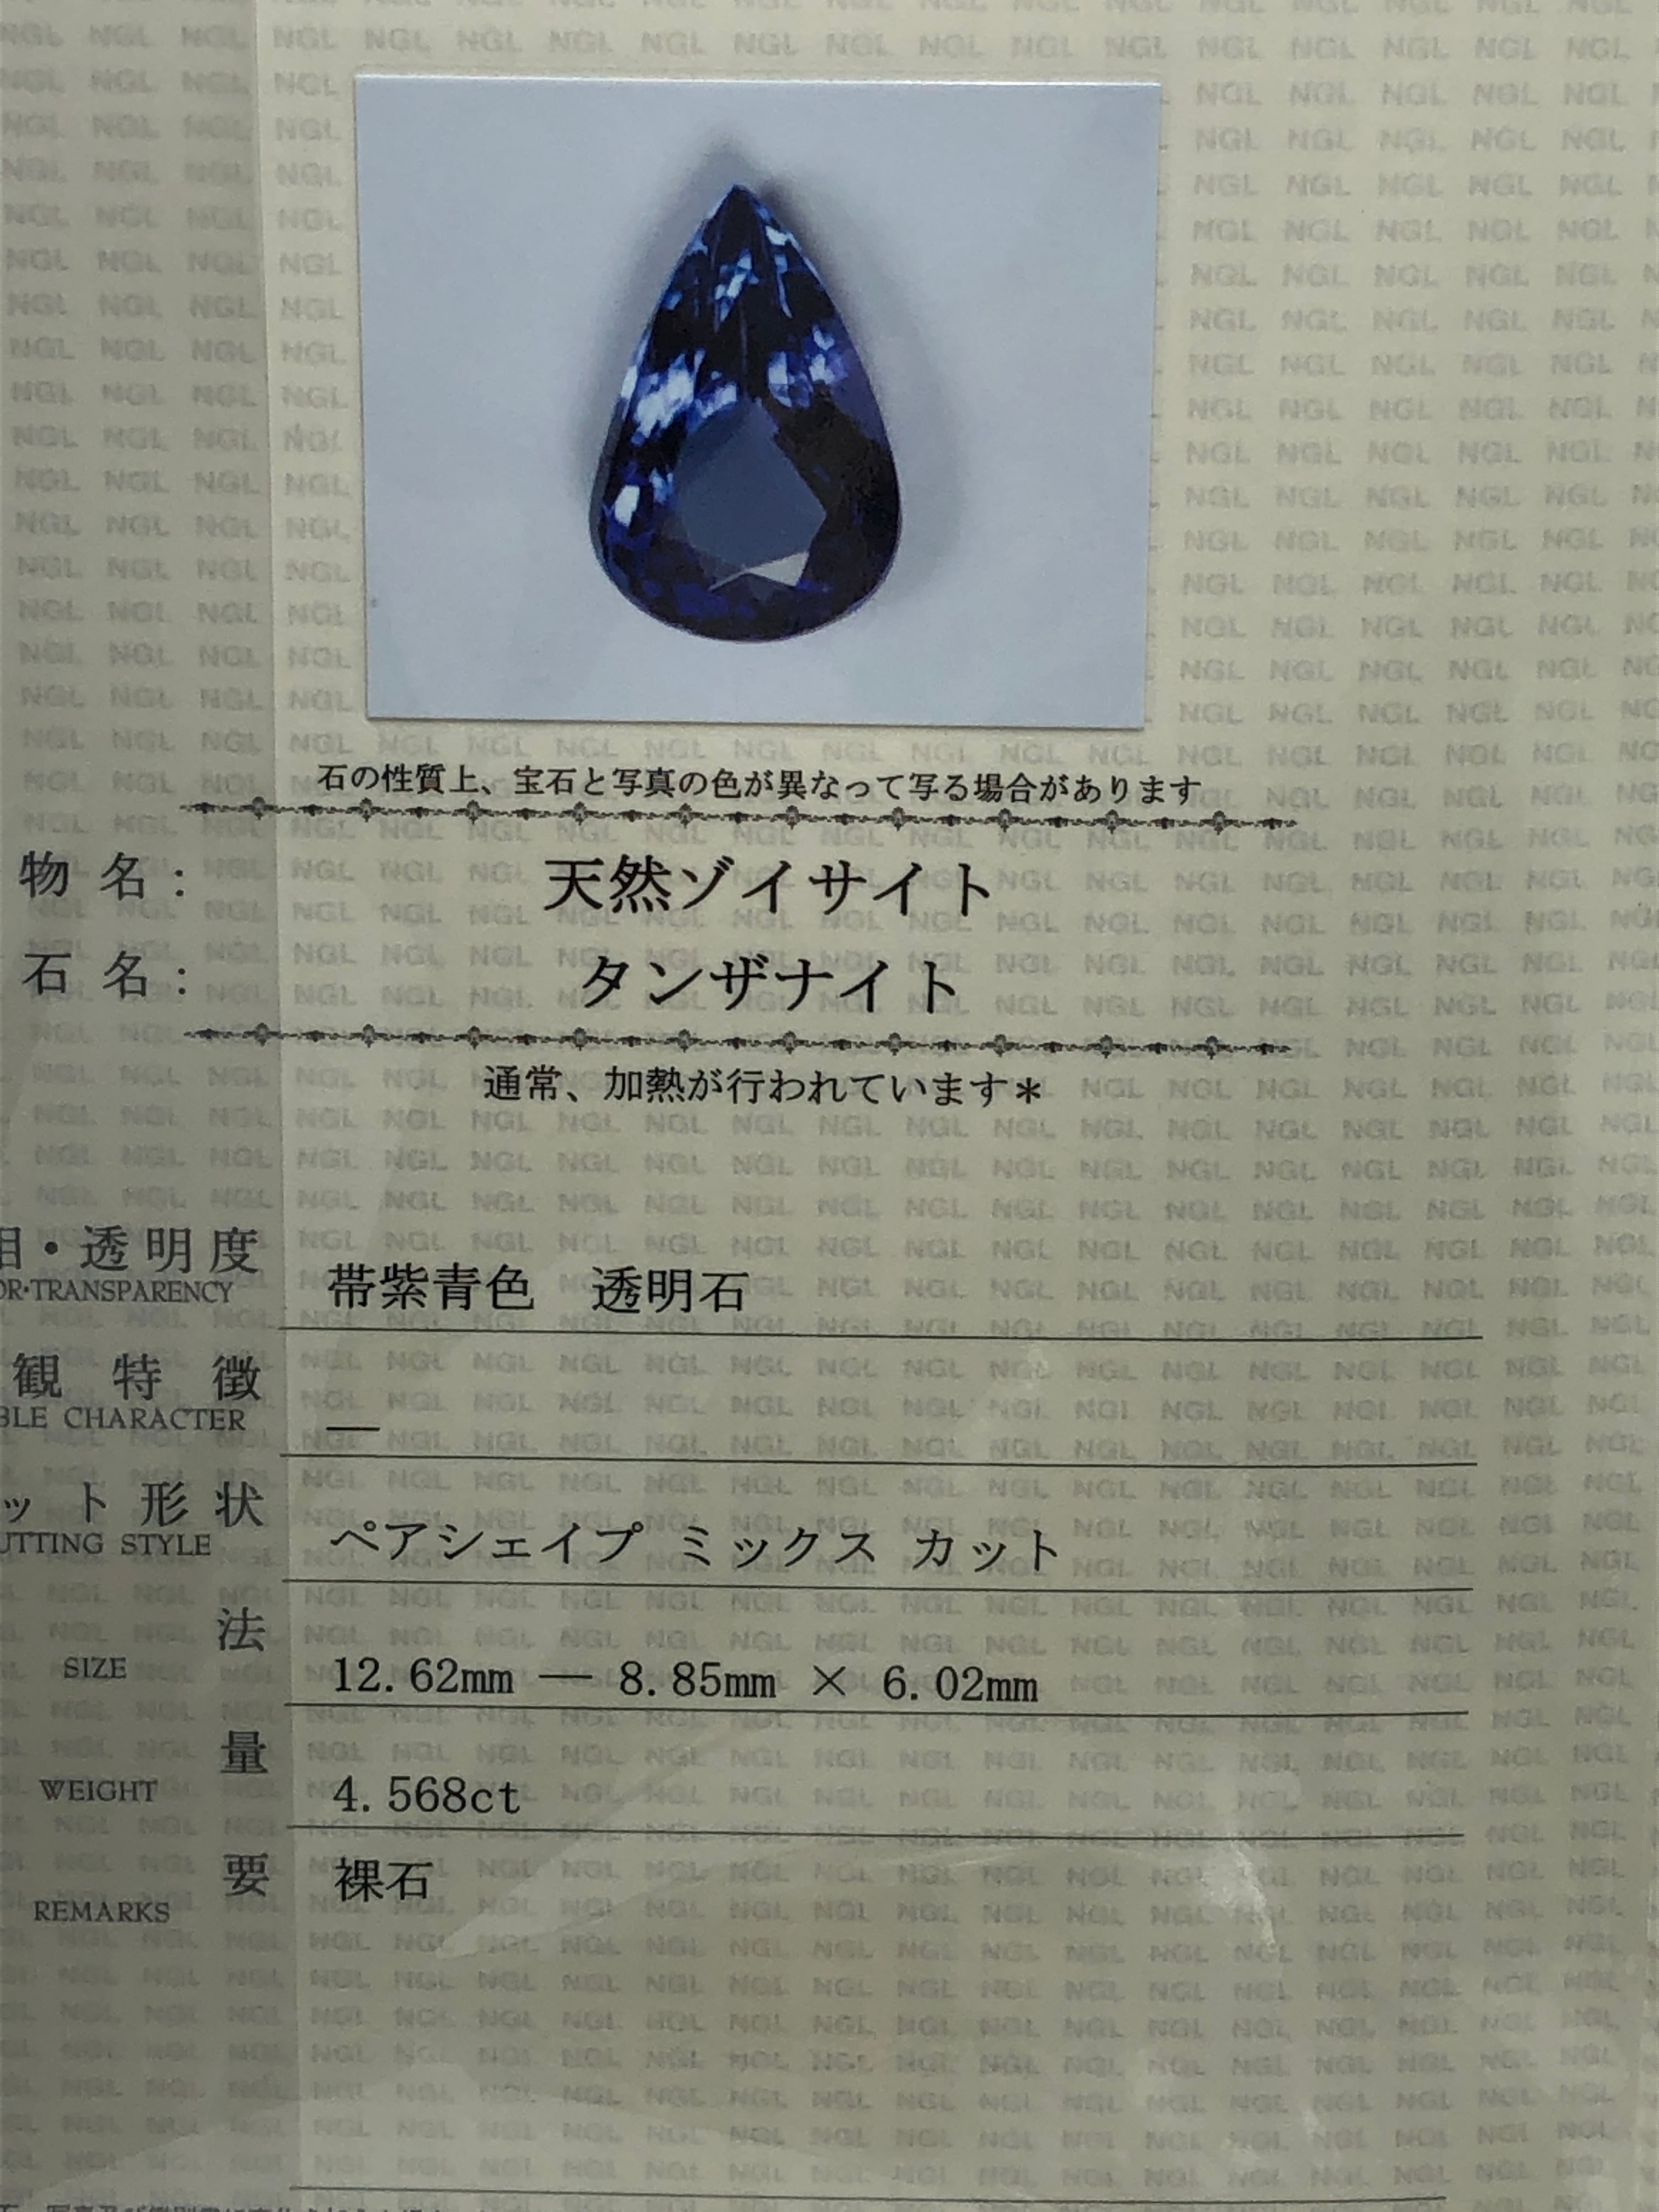 石の性質上、宝石と写真の色が異なって写る場合があります
物 名 : 天然ゾイサイト
石 名 : タンザナイト
通常、加熱が行われています*
・透明度 帯紫青色 透明石
TRANSPARENCY
観 特 徴 —
CHARACTER
ット形状 ペアシェイプ ミックス カット
STYLE
法 12.62mm — 8.85mm × 6.02mm
SIZE
量 4.568ct
WEIGHT
要 裸石
REMARKS